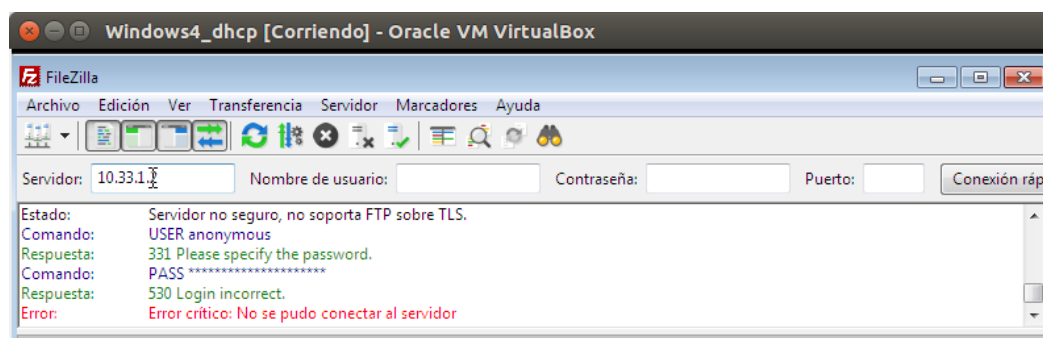 Windows4_dhcp [Corriendo] - Oracle VM VirtualBox
FileZilla
Archivo Edición Ver Transferencia Servidor Marcadores Ayuda
Servidor: 10.33.1. Nombre de usuario: Contraseña: Puerto: Conexión ráp
Estado: Servidor no seguro, no soporta FTP sobre TLS.
Comando: USER anonymous
Respuesta: 331 Please specify the password.
Comando: PASS *********************
Respuesta: 530 Login incorrect.
Error: Error crítico: No se pudo conectar al servidor